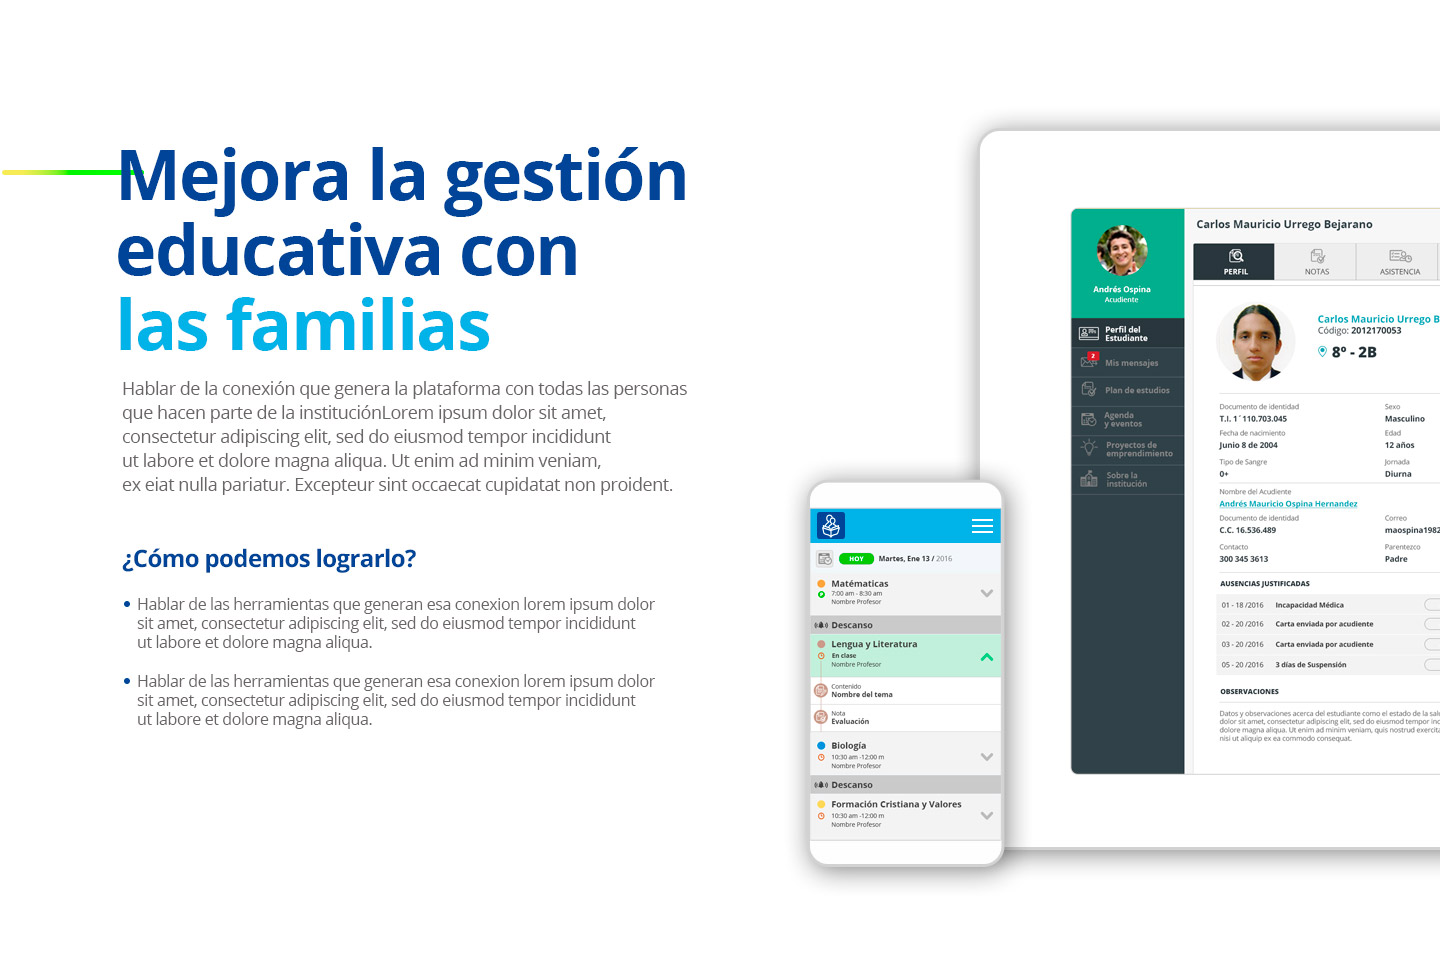 Mejora la gestión
educativa con
las familias
Hablar de la conexión que genera la plataforma con todas las personas
que hacen parte de la instituciónLorem ipsum dolor sit amet,
consectetur adipiscing elit, sed do eiusmod tempor incididunt
ut labore et dolore magna aliqua. Ut enim ad minim veniam,
ex eiat nulla pariatur. Excepteur sint occaecat cupidatat non proident.
¿Cómo podemos lograrlo?
• Hablar de las herramientas que generan esa conexion lorem ipsum dolor
sit amet, consectetur adipiscing elit, sed do eiusmod tempor incididunt
ut labore et dolore magna aliqua.
• Hablar de las herramientas que generan esa conexion lorem ipsum dolor
sit amet, consectetur adipiscing elit, sed do eiusmod tempor incididunt
ut labore et dolore magna aliqua.
HOY Martes, Ene 13 / 2016
Matématicas
7:00 am - 8:30 am
Nombre Profesor
Descanso
Lengua y Literatura
En clase
Nombre Profesor
Contenido
Nombre del tema
Nota
Evaluación
Biología
10:30 am -12:00 m
Nombre Profesor
Descanso
Formación Cristiana y Valores
10:30 am -12:00 m
Nombre Profesor
Andrés Ospina
Acudiente
Perfil del
Estudiante
2
Mis mensajes
Plan de estudios
Agenda
y eventos
Proyectos de
emprendimiento
Sobre la
institución
Carlos Mauricio Urrego Bejarano
PERFIL NOTAS ASISTENCIA
Carlos Mauricio Urrego B
Código: 2012170053
8º - 2B
Documento de identidad Sexo
T.I. 1´110.703.045 Masculino
Fecha de nacimiento Edad
Junio 8 de 2004 12 años
Tipo de Sangre Jornada
0+ Diurna
Nombre del Acudiente
Andrés Mauricio Ospina Hernandez
Documento de identidad Correo
C.C. 16.536.489 maospina1982
Contacto Parentezco
300 345 3613 Padre
AUSENCIAS JUSTIFICADAS
01 - 18 /2016 Incapacidad Médica
02 - 20 /2016 Carta enviada por acudiente
03 - 20 /2016 Carta enviada por acudiente
05 - 20 /2016 3 días de Suspensión
OBSERVACIONES
Datos y observaciones acerca del estudiante como el estado de la salu
dolor sit amet, consectetur adipiscing elit, sed do eiusmod tempor inc
dolore magna aliqua. Ut enim ad minim veniam, quis nostrud exercita
nisi ut aliquip ex ea commodo consequat.